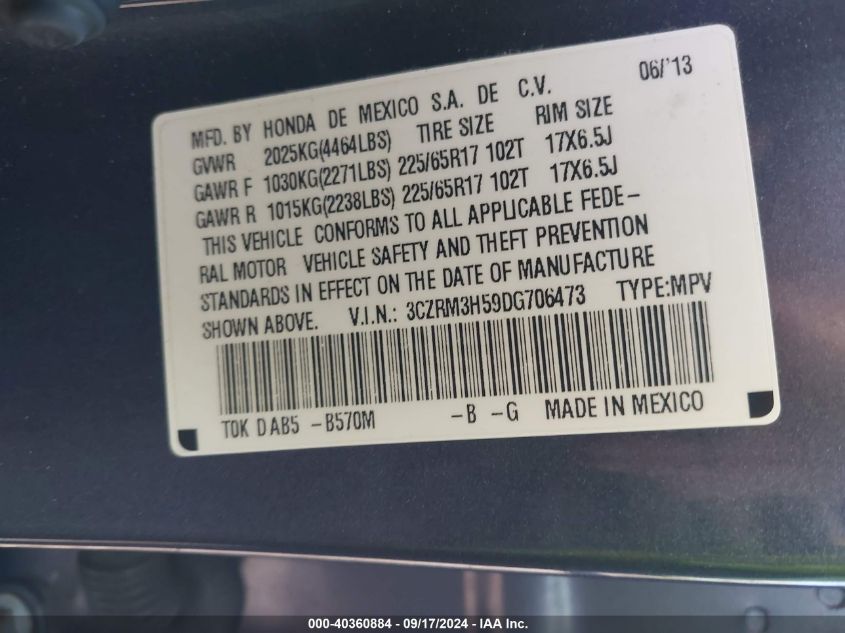 06/'13
MFD. BY HONDA DE MEXICO S.A. DE C.V.
GVWR 2025KG(4464LBS) TIRE SIZE RIM SIZE
GAWR F 1030KG(2271LBS) 225/65R17 102T 17X6.5J
GAWR R 1015KG(2238LBS) 225/65R17 102T 17X6.5J
THIS VEHICLE CONFORMS TO ALL APPLICABLE FEDE-
RAL MOTOR VEHICLE SAFETY AND THEFT PREVENTION
STANDARDS IN EFFECT ON THE DATE OF MANUFACTURE
SHOWN ABOVE. V.I.N.: 3CZRM3H59DG706473 TYPE:MPV
T0K DAB5 -B570M -B -G MADE IN MEXICO
000-40360884 - 09/17/2024 - IAA Inc.